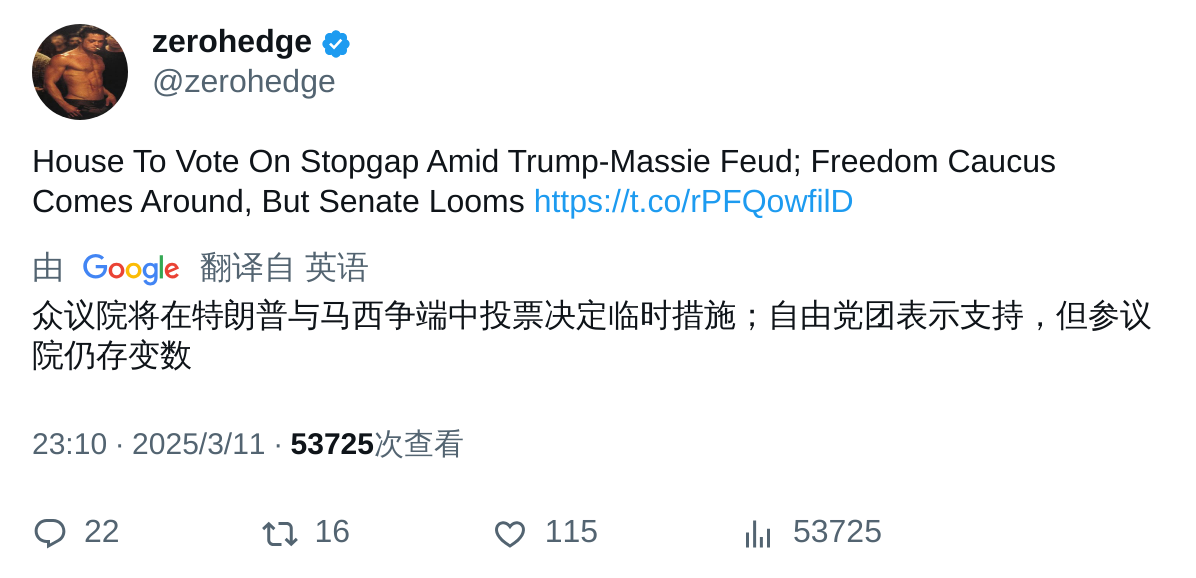 zerohedge
@zerohedge
House To Vote On Stopgap Amid Trump-Massie Feud; Freedom Caucus
Comes Around, But Senate Looms https://t.co/rPFQowfilD
由 Google 翻译自 英语
众议院将在特朗普与马西争端中投票决定临时措施；自由党团表示支持，但参议
院仍存变数
23:10 · 2025/3/11 · 53725次查看
22 16 115 53725